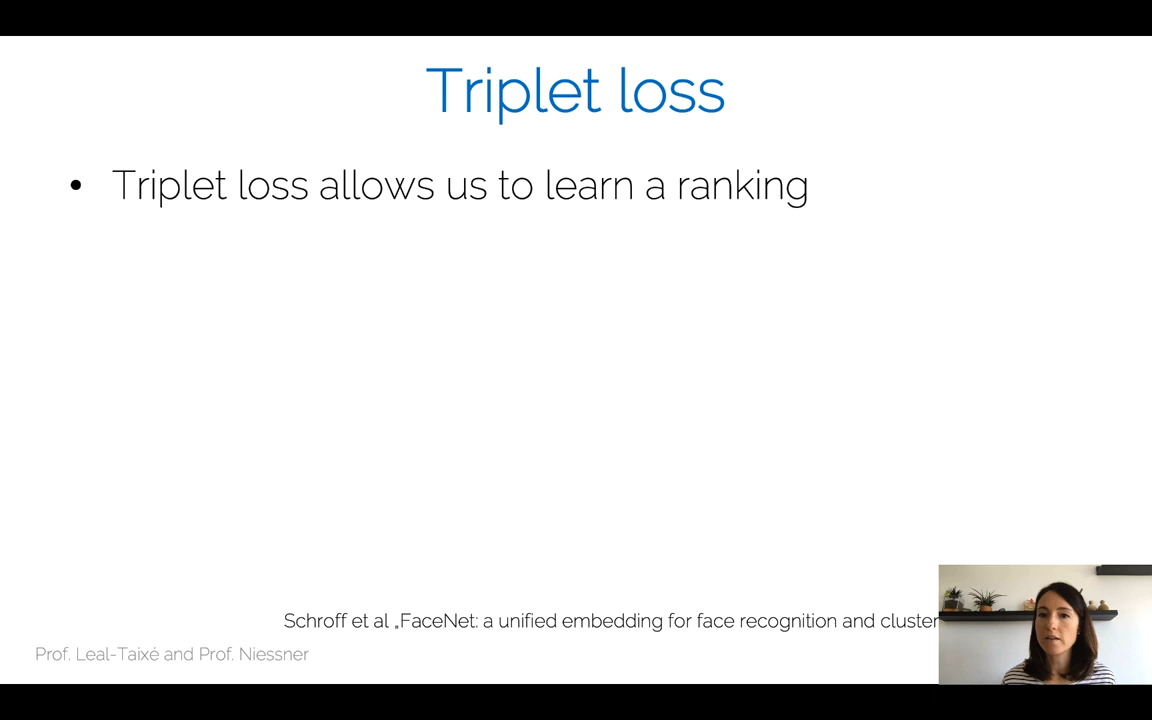 Triplet loss
• Triplet loss allows us to learn a ranking
Schroff et al „FaceNet: a unified embedding for face recognition and cluster
Prof. Leal-Taixé and Prof. Niessner